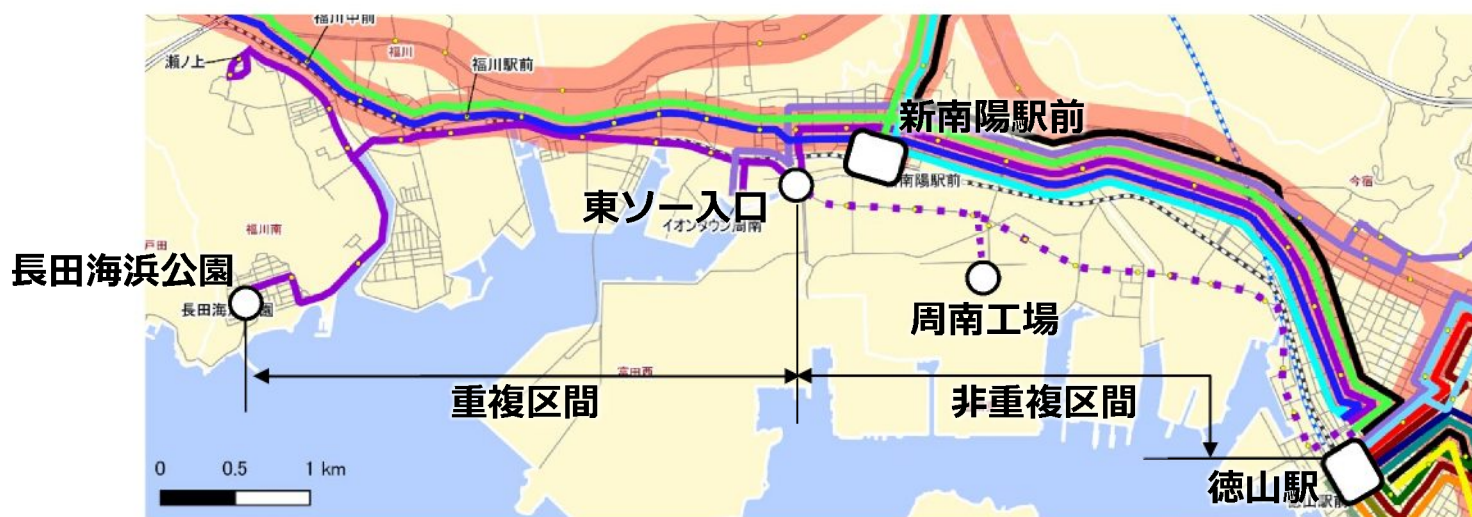 福川中前
瀬ノ上
福川
福川駅前
新南陽駅前
南陽駅前
今宿
東ソー入口
イオンタウン周南
戸田
福川南
長田海浜公園
長田海
園
周南工場
富田西
重複区間
非重複区間
0 0.5 1 km
徳山駅
徳山駅前